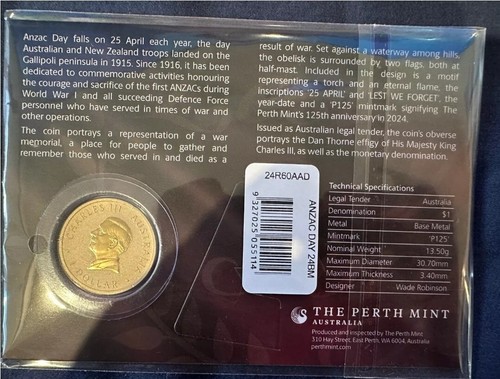 Anzac Day falls on 25 April each year, the day
Australian and New Zealand troops landed on the
Gallipoli peninsula in 1915. Since 1916, it has been
dedicated to commemorative activities honouring
the courage and sacrifice of the first ANZACs during
World War I and all succeeding Defence Force
personnel who have served in times of war and
other operations.
The coin portrays a representation of a war
memorial, a place for people to gather and
remember those who served in and died as a
result of war. Set against a waterway among hills,
the obelisk is surrounded by two flags, both at
half-mast. Included in the design is a motif
representing a torch and an eternal flame, the
inscriptions '25 APRIL' and 'LEST WE FORGET', the
year-date and a 'P125' mintmark signifying The
Perth Mint's 125th anniversary in 2024.
Issued as Australian legal tender, the coin's obverse
portrays the Dan Thorne effigy of His Majesty King
Charles III, as well as the monetary denomination.
CHARLES III AUSTRALIA
DOLLAR
24R60AAD
9 327025 055114
ANZAC DAY 24BM
Technical Specifications
Legal Tender Australia
Denomination $1
Metal Base Metal
Mintmark 'P125'
Nominal Weight 13.50g
Maximum Diameter 30.70mm
Maximum Thickness 3.40mm
Designer Wade Robinson
THE PERTH MINT
AUSTRALIA
Produced and inspected by The Perth Mint
310 Hay Street, East Perth, WA 6004, Australia
perthmint.com